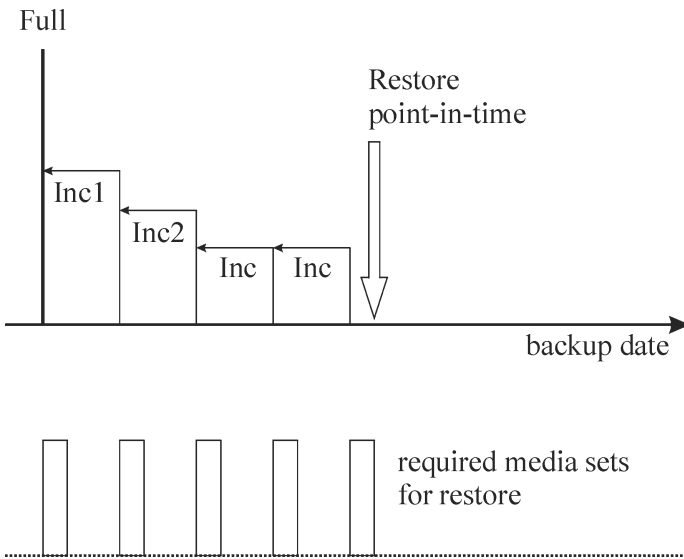 Full
Restore
point-in-time
Inc1
Inc2
Inc
Inc
backup date
required media sets
for restore